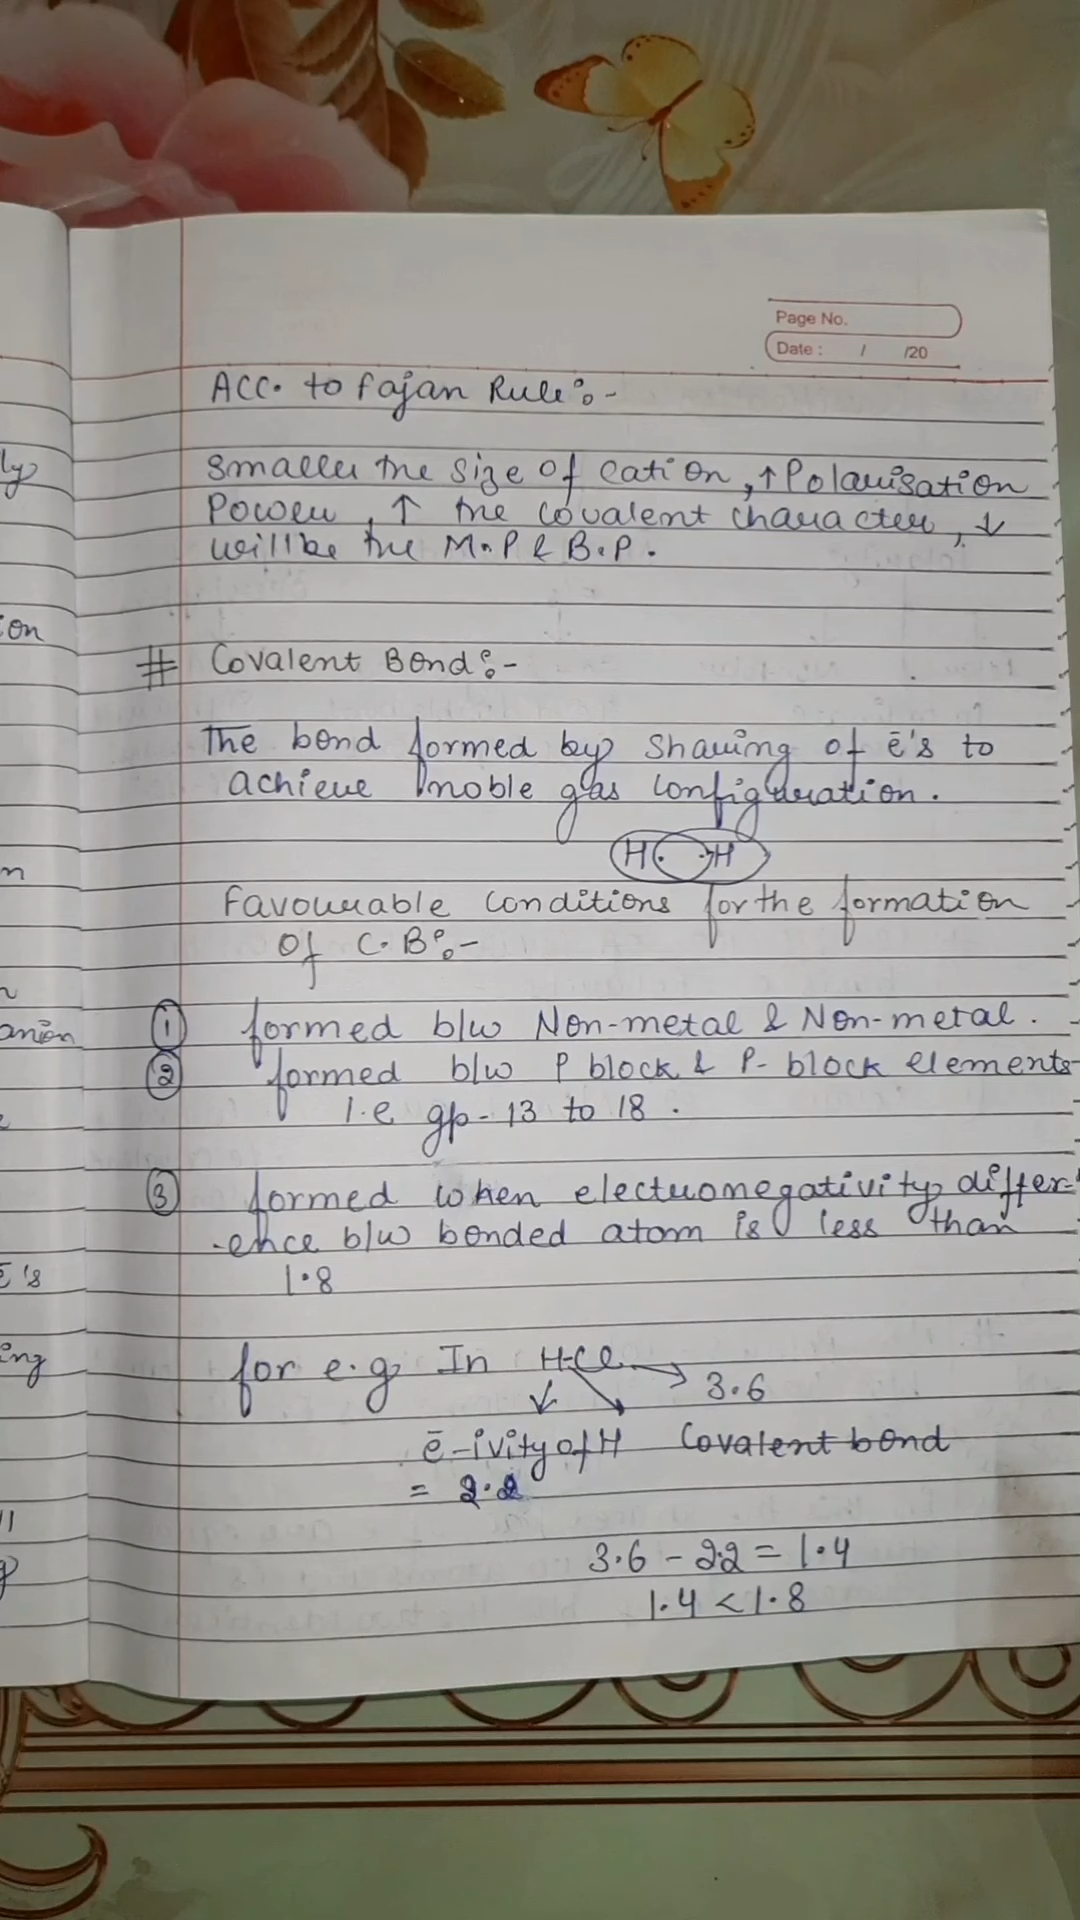 Page No.
Date : / /20
Acc. to fajan Rule :-
ly
smaller the size of cation, ↑ Polarisation
Power, ↑ the covalent character, ↓
will be the M.P & B.P.
ion
# Covalent Bond :-
The bond formed by sharing of ē's to
achieve noble gas configuration.
H · · H
n
favourable conditions for the formation
of C.B :-
① formed b/w Non-metal & Non-metal.
anion
② formed b/w P block & P-block elements
i.e gp-13 to 18.
③ formed when electronegativity differ-
-ence b/w bonded atom is less than
ē's
1.8
ing
for e.g In H-Cl → 3.6
ē-ivity of H Covalent bond
= 2.2
3.6 - 2.2 = 1.4
1.4 < 1.8